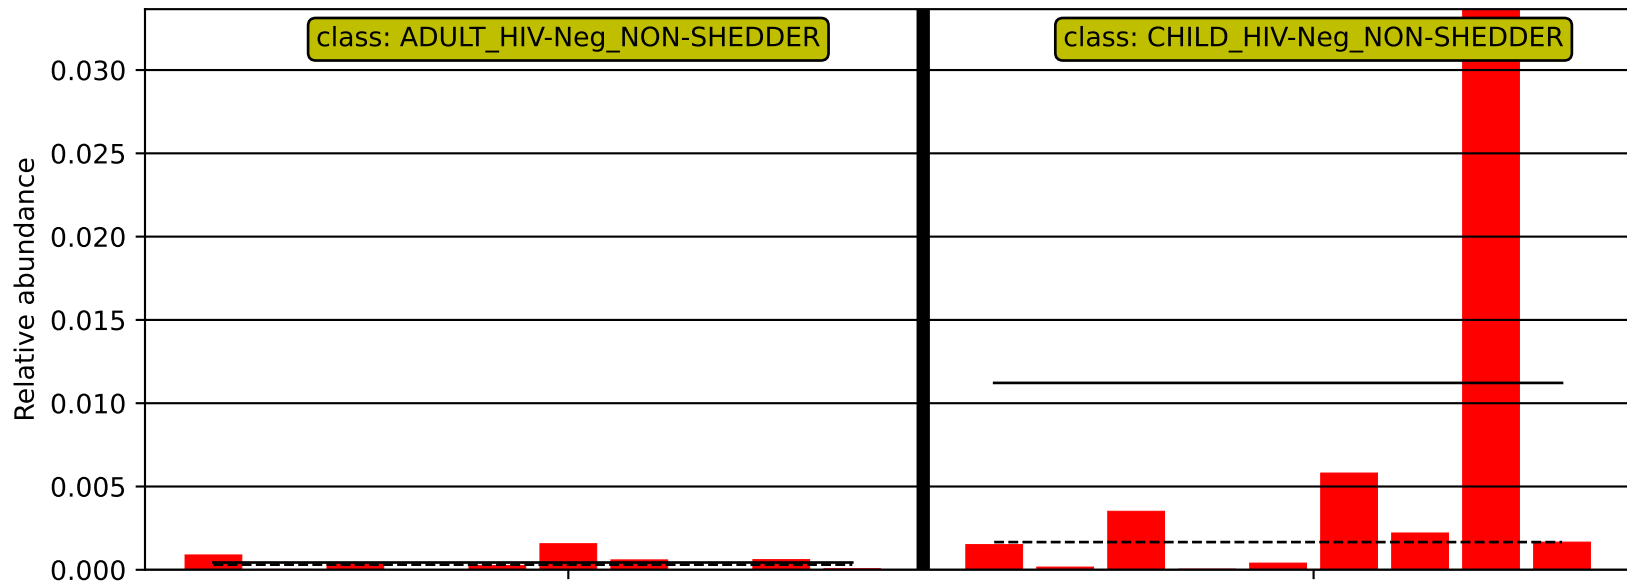 class: ADULT_HIV-Neg_NON-SHEDDER
class: CHILD_HIV-Neg_NON-SHEDDER
Relative abundance
0.030
0.025
0.020
0.015
0.010
0.005
0.000